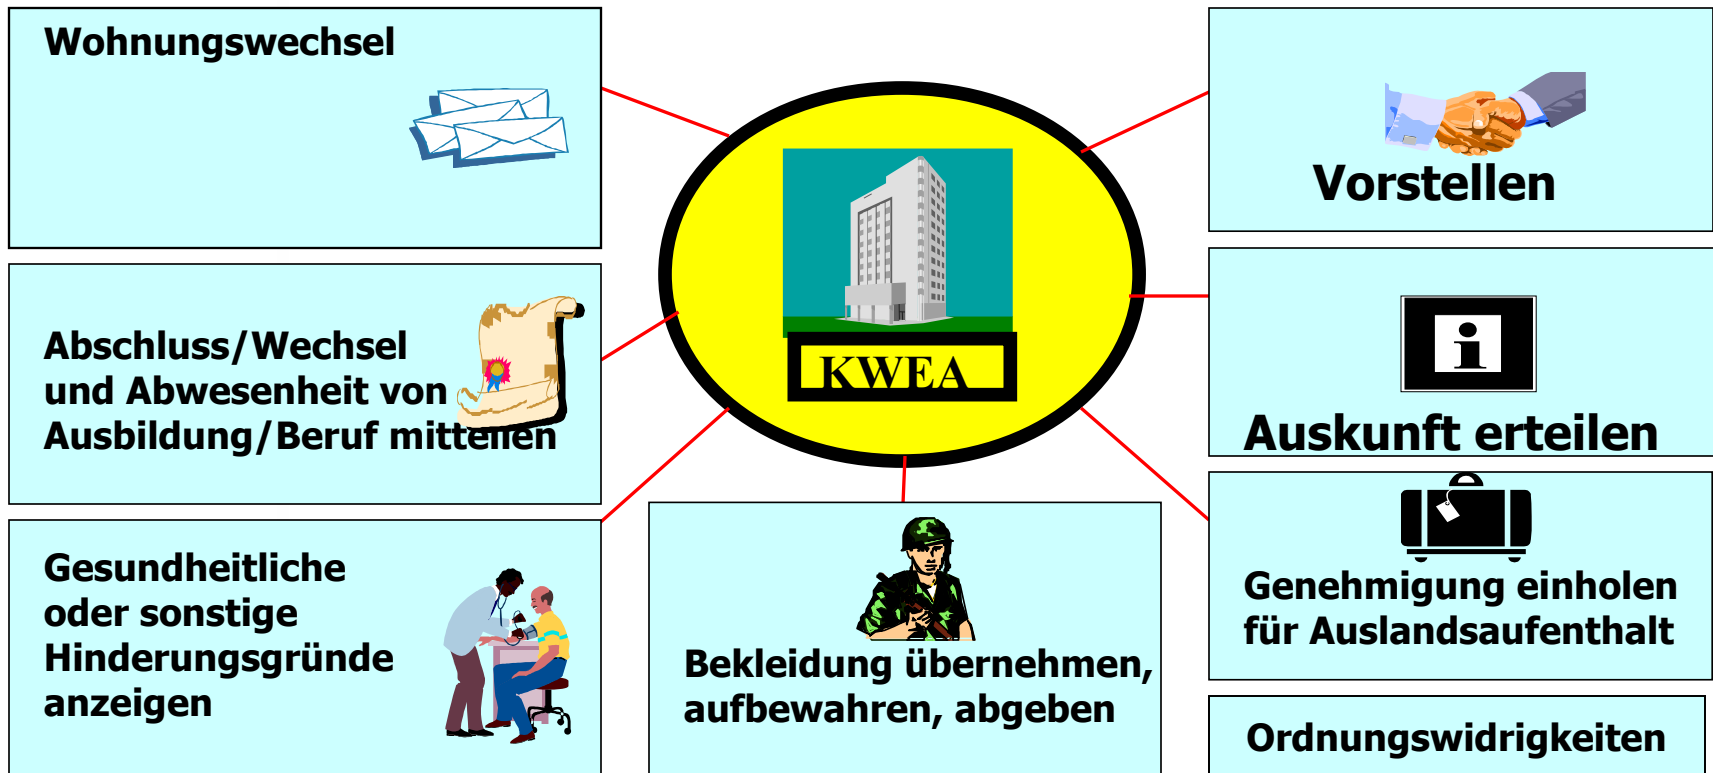 Wohnungswechsel
Abschluss/Wechsel
und Abwesenheit von
Ausbildung/Beruf mitteilen
Gesundheitliche
oder sonstige
Hinderungsgründe
anzeigen
KWEA
Bekleidung übernehmen,
aufbewahren, abgeben
Vorstellen
i
Auskunft erteilen
Genehmigung einholen
für Auslandsaufenthalt
Ordnungswidrigkeiten